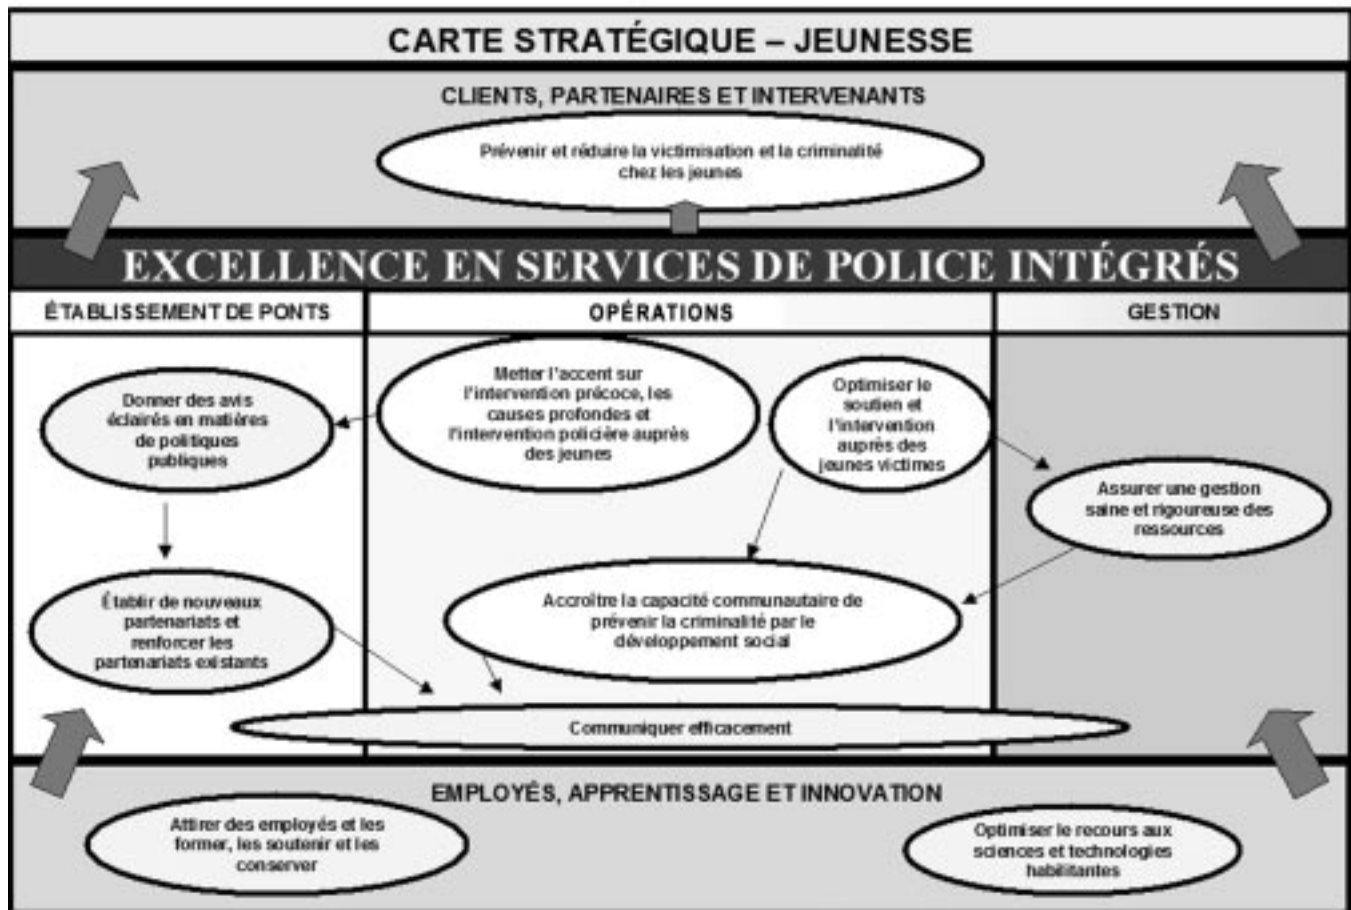 CARTE STRATÉGIQUE – JEUNESSE
CLIENTS, PARTENAIRES ET INTERVENANTS
Prévenir et réduire la victimisation et la criminalité
chez les jeunes
EXCELLENCE EN SERVICES DE POLICE INTÉGRÉS
ÉTABLISSEMENT DE PONTS
OPÉRATIONS
GESTION
Donner des avis
éclairés en matières
de politiques
publiques
Metter l'accent sur
l'intervention précoce, les
causes profondes et
l'intervention policière auprès
des jeunes
Optimiser le
soutien et
l'intervention
auprès des
jeunes victimes
Assurer une gestion
saine et rigoureuse des
ressources
Établir de nouveaux
partenariats et
renforcer les
partenariats existants
Accroître la capacité communautaire de
prévenir la criminalité par le
développement social
Communiquer efficacement
EMPLOYÉS, APPRENTISSAGE ET INNOVATION
Attirer des employés et les
former, les soutenir et les
conserver
Optimiser le recours aux
sciences et technologies
habilitantes